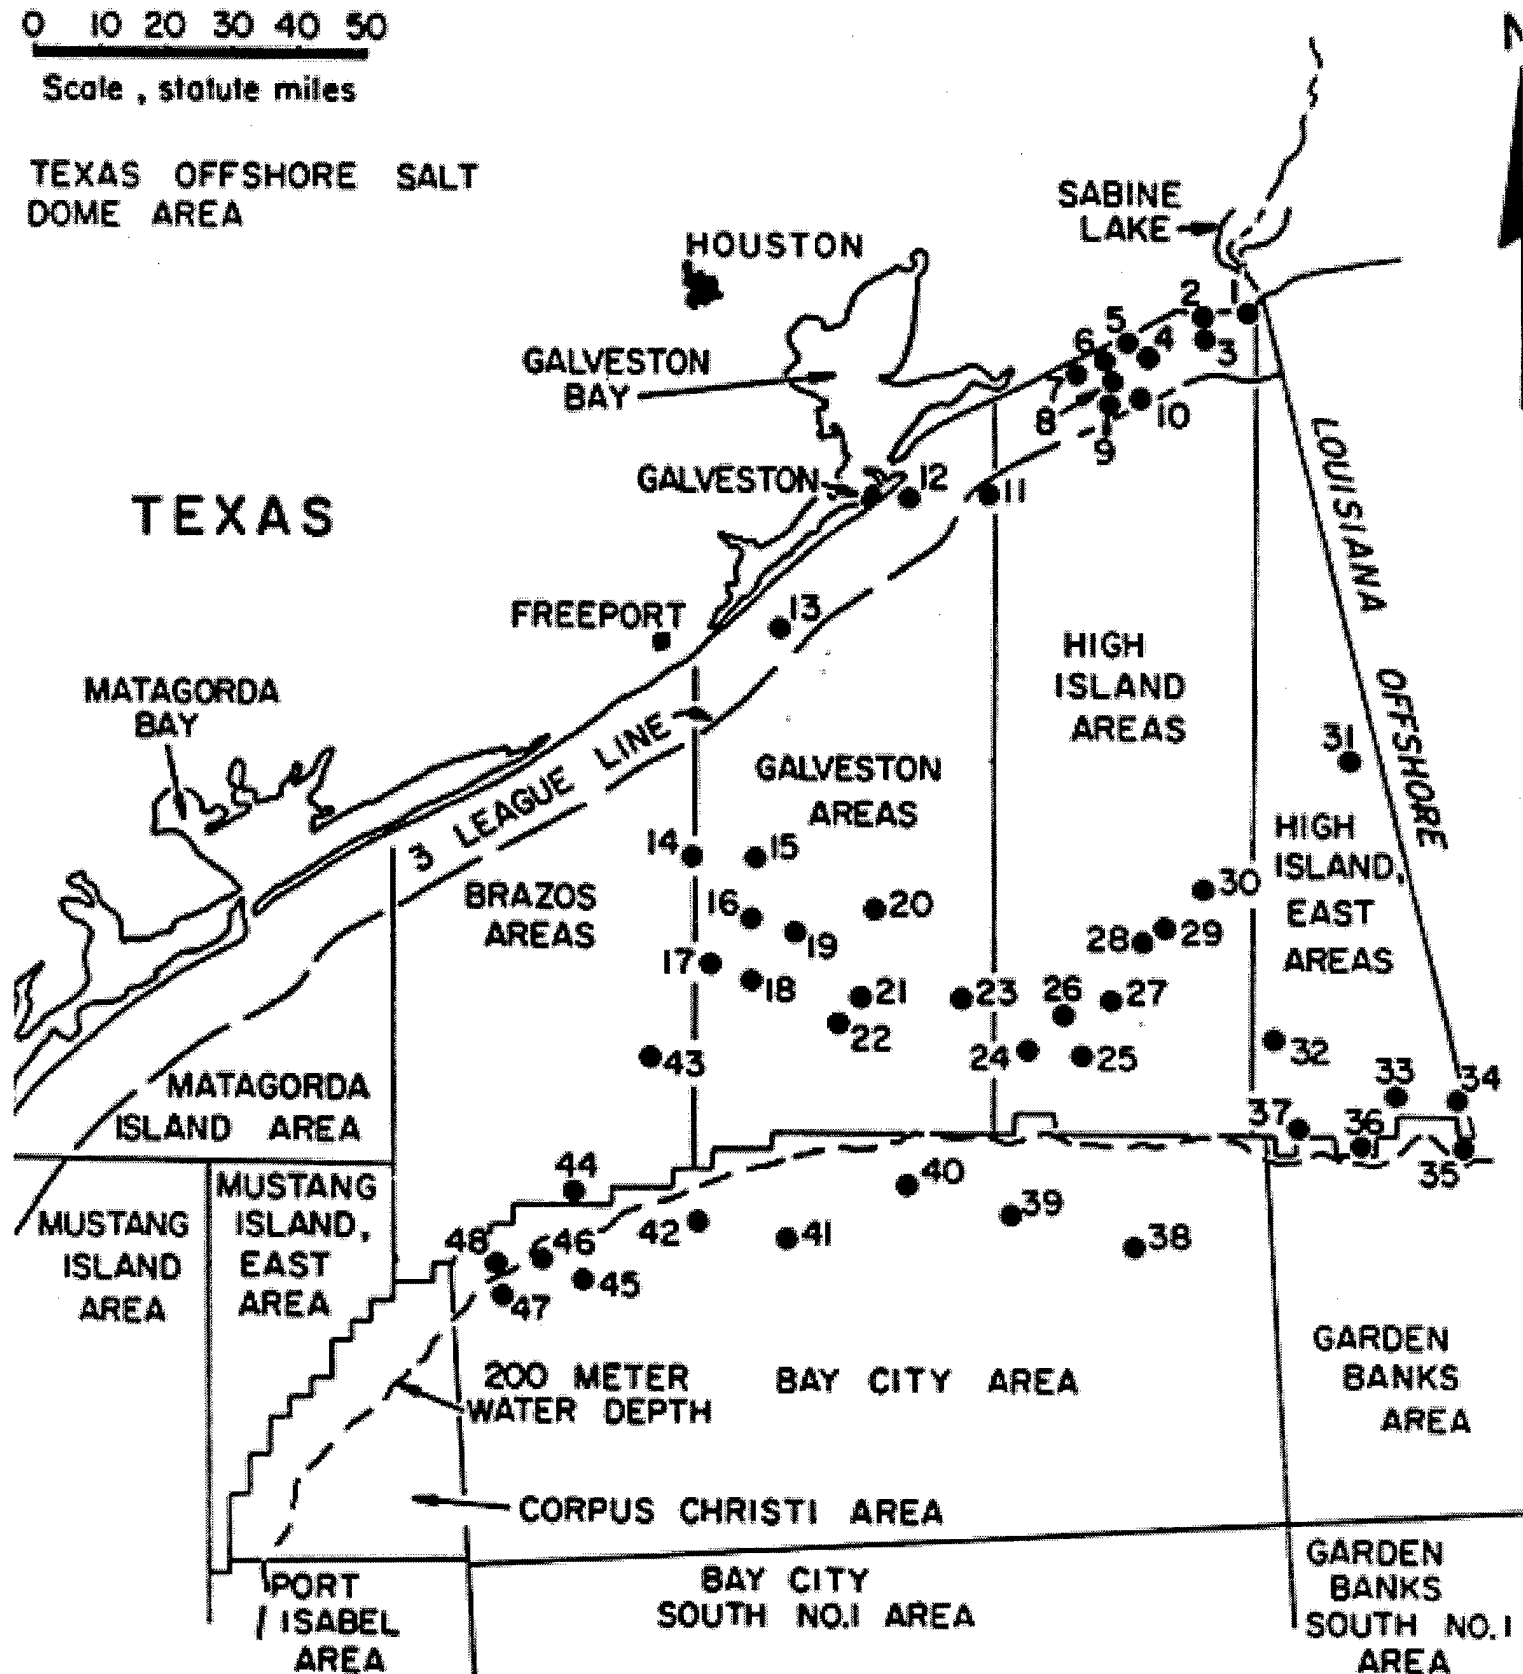 0 10 20 30 40 50
Scale, statute miles
N
TEXAS OFFSHORE SALT
DOME AREA
SABINE
LAKE
HOUSTON
GALVESTON
BAY
1
2
3
4
5
6
7
8
9
10
GALVESTON
12
11
TEXAS
LOUISIANA OFFSHORE
FREEPORT
13
HIGH
ISLAND
AREAS
MATAGORDA
BAY
3 LEAGUE LINE
GALVESTON
AREAS
31
HIGH
ISLAND,
EAST
AREAS
14
15
BRAZOS
AREAS
16
20
19
17
18
21
22
23
26
27
28
29
30
24
25
32
43
33
34
MATAGORDA
ISLAND AREA
37
36
35
MUSTANG
ISLAND
AREA
MUSTANG
ISLAND,
EAST
AREA
44
40
39
38
42
41
48
46
45
47
GARDEN
BANKS
AREA
200 METER
WATER DEPTH
BAY CITY AREA
CORPUS CHRISTI AREA
PORT
ISABEL
AREA
BAY CITY
SOUTH NO.1 AREA
GARDEN
BANKS
SOUTH NO.1
AREA